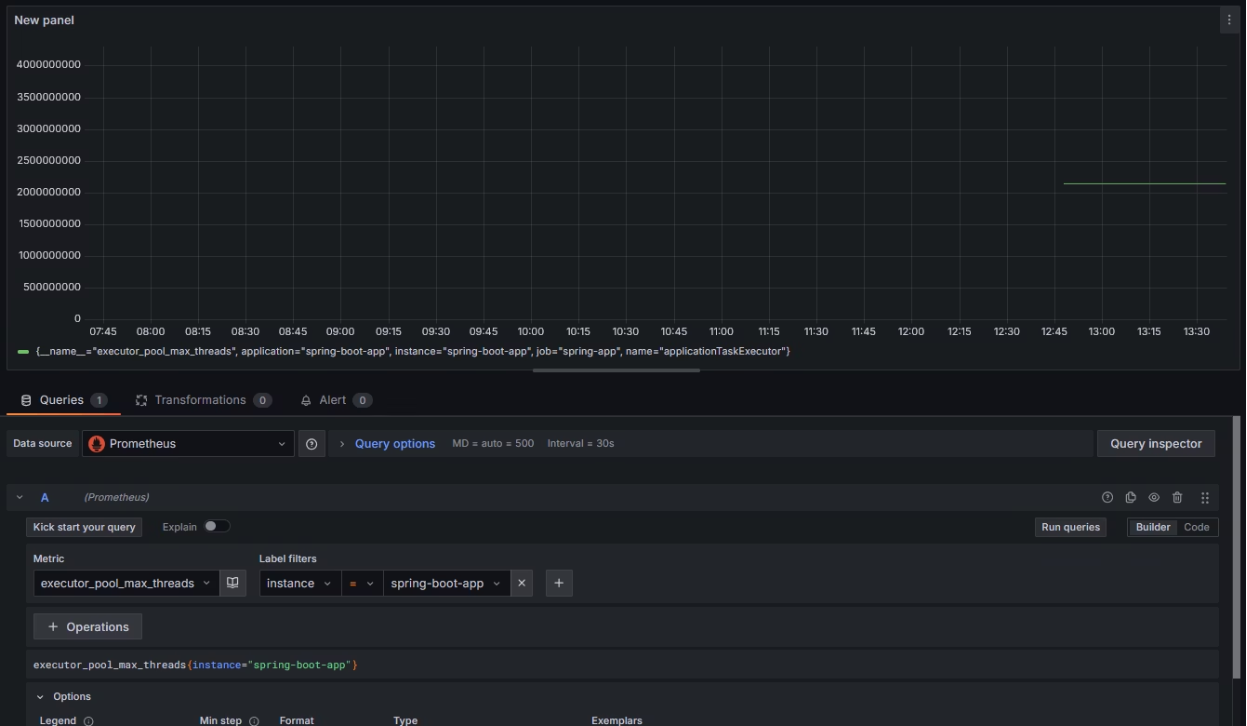 New panel
4000000000
3500000000
3000000000
2500000000
2000000000
1500000000
1000000000
500000000
0
07:45 08:00 08:15 08:30 08:45 09:00 09:15 09:30 09:45 10:00 10:15 10:30 10:45 11:00 11:15 11:30 11:45 12:00 12:15 12:30 12:45 13:00 13:15 13:30
{__name__="executor_pool_max_threads", application="spring-boot-app", instance="spring-boot-app", job="spring-app", name="applicationTaskExecutor"}
Queries 1 Transformations 0 Alert 0
Data source Prometheus Query options MD = auto = 500 Interval = 30s Query inspector
A (Prometheus)
Kick start your query Explain Run queries Builder Code
Metric Label filters
executor_pool_max_threads instance = spring-boot-app
+ Operations
executor_pool_max_threads{instance="spring-boot-app"}
Options
Legend Min step Format Type Exemplars